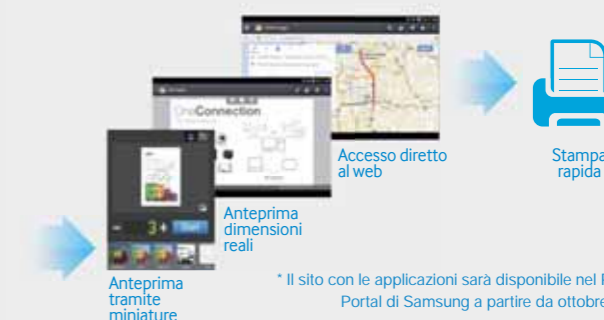 OneConnection
Accesso diretto
al web
Stampa
rapida
Anteprima
dimensioni
reali
3
Start
Anteprima
tramite
miniature
* Il sito con le applicazioni sarà disponibile nel
Portal di Samsung a partire da ottobre